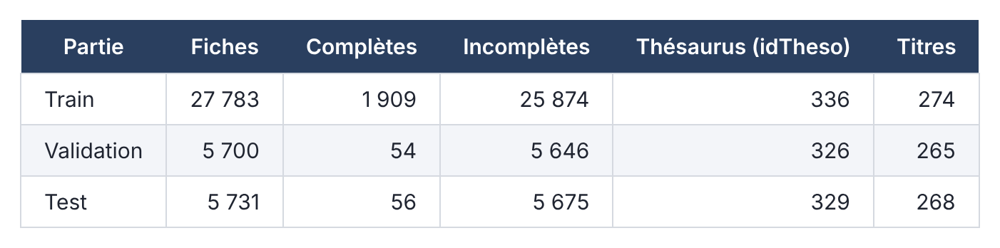 Partie Fiches Complètes Incomplètes Thésaurus (idTheso) Titres
Train 27 783 1 909 25 874 336 274
Validation 5 700 54 5 646 326 265
Test 5 731 56 5 675 329 268